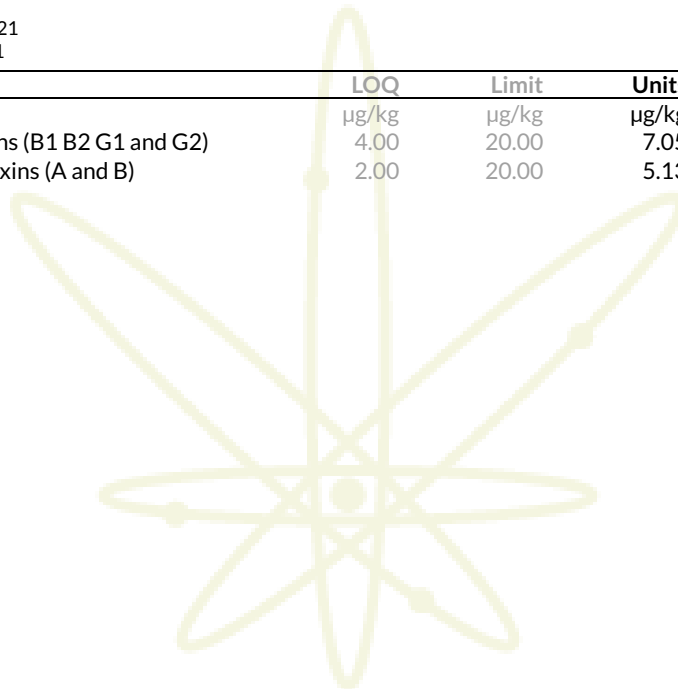 21
1
LOQ Limit Unit
µg/kg µg/kg µg/kg
ns (B1 B2 G1 and G2) 4.00 20.00 7.05
xins (A and B) 2.00 20.00 5.13